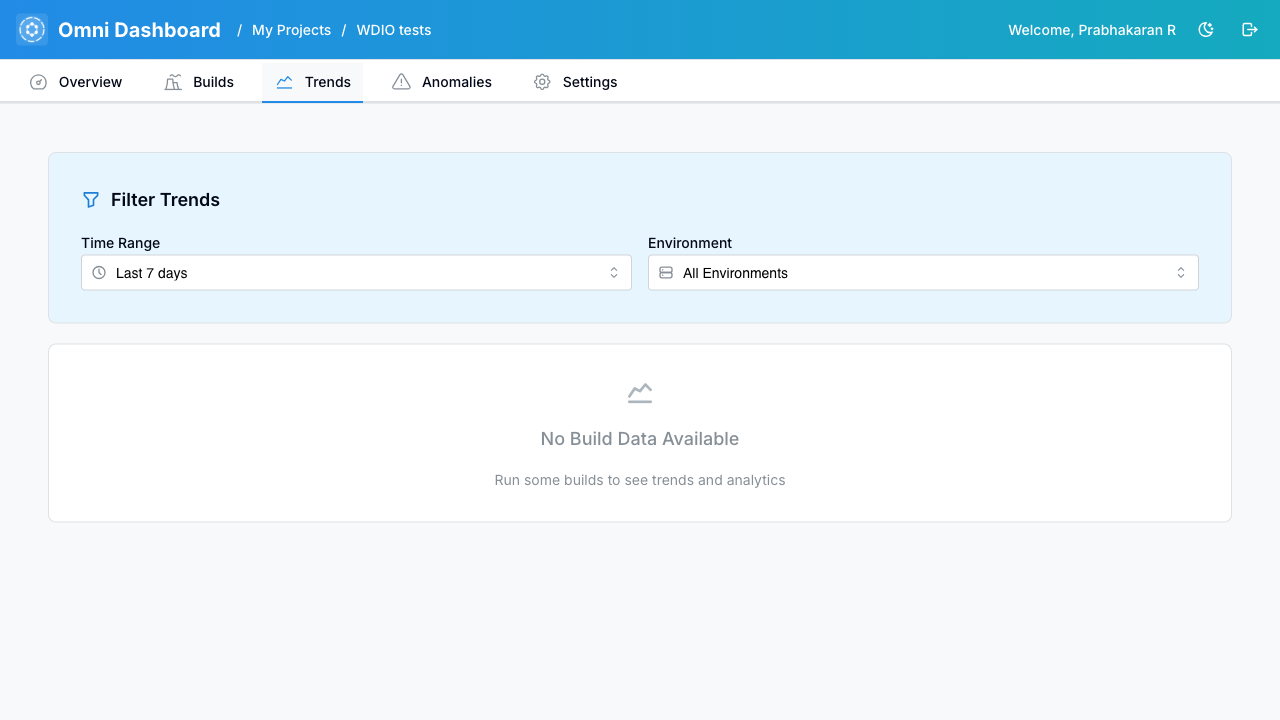 Omni Dashboard / My Projects / WDIO tests Welcome, Prabhakaran R
Overview Builds Trends Anomalies Settings
Filter Trends
Time Range Environment
Last 7 days All Environments
No Build Data Available
Run some builds to see trends and analytics